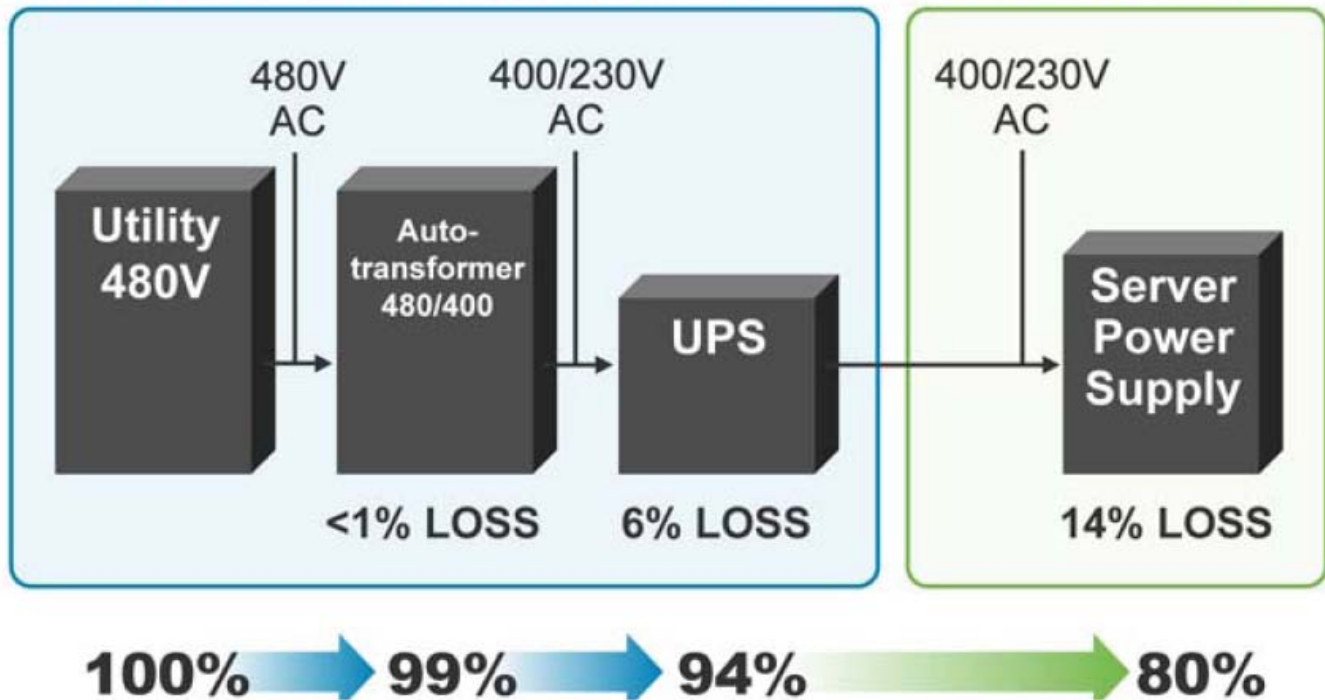 480V
AC
400/230V
AC
400/230V
AC
Utility
480V
Auto-
transformer
480/400
UPS
Server
Power
Supply
<1% LOSS
6% LOSS
14% LOSS
100%
99%
94%
80%